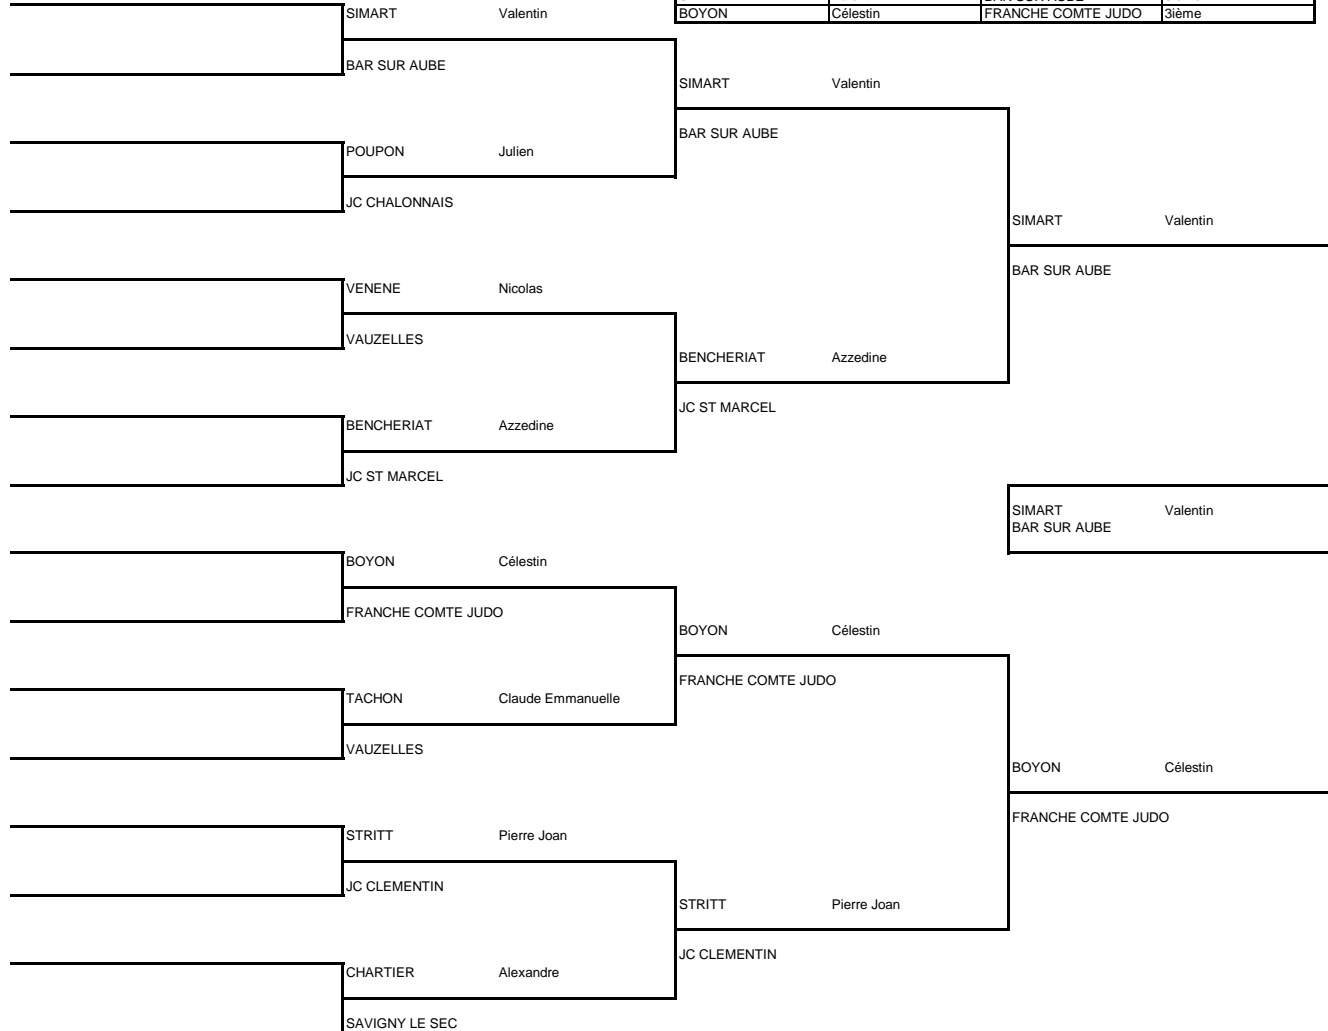 SIMART Valentin
BOYON Célestin FRANCHE COMTE JUDO 3ième
BAR SUR AUBE
SIMART Valentin
BAR SUR AUBE
POUPON Julien
JC CHALONNAIS
SIMART Valentin
BAR SUR AUBE
VENENE Nicolas
VAUZELLES
BENCHERIAT Azzedine
JC ST MARCEL
BENCHERIAT Azzedine
JC ST MARCEL
SIMART Valentin
BAR SUR AUBE
BOYON Célestin
FRANCHE COMTE JUDO
BOYON Célestin
FRANCHE COMTE JUDO
TACHON Claude Emmanuelle
VAUZELLES
BOYON Célestin
FRANCHE COMTE JUDO
STRITT Pierre Joan
JC CLEMENTIN
STRITT Pierre Joan
JC CLEMENTIN
CHARTIER Alexandre
SAVIGNY LE SEC